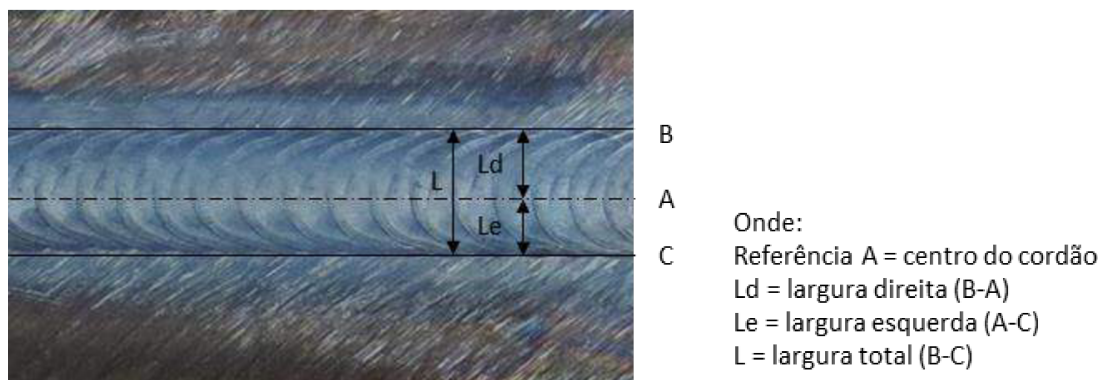 B
Ld
L
A
Le
C
Onde:
Referência A = centro do cordão
Ld = largura direita (B-A)
Le = largura esquerda (A-C)
L = largura total (B-C)